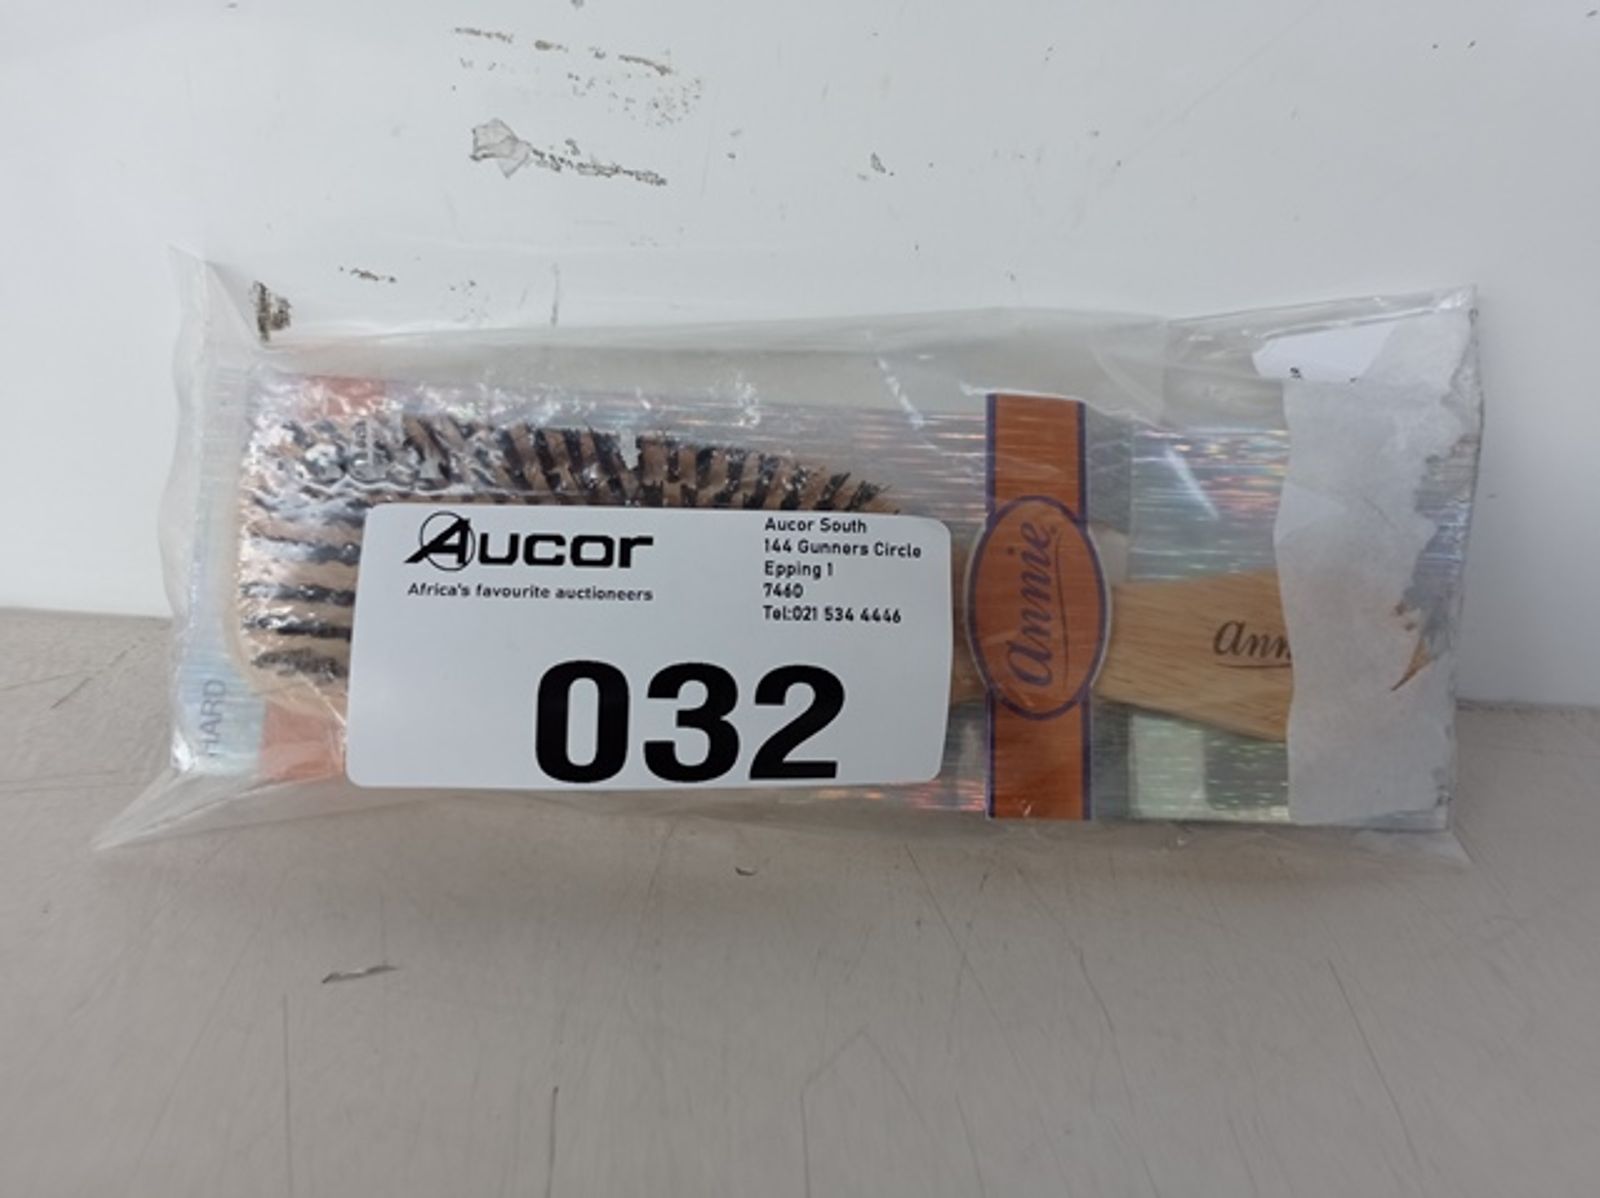 Aucor
Africa's favourite auctioneers
Aucor South
144 Gunners Circle
Epping 1
7460
Tel:021 534 4446
032
annie
HARD